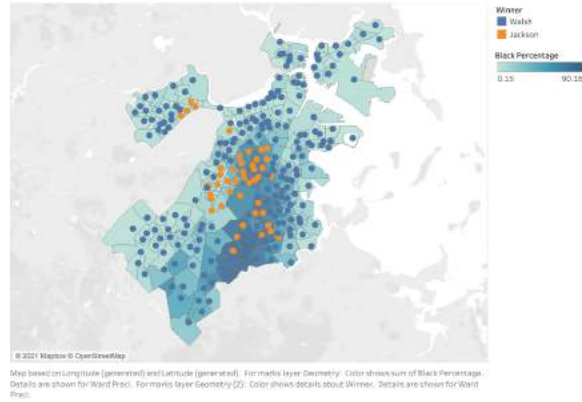 Winner
Walsh
Jackson
Black Percentage
0.15 90.18
© 2021 Mapbox © OpenStreetMap
Map based on Longitude (generated) and Latitude (generated). For marks layer Geometry: Color shows sum of Black Percentage.
Details are shown for Ward Preci. For marks layer Geometry (2): Color shows details about Winner. Details are shown for Ward
Preci.